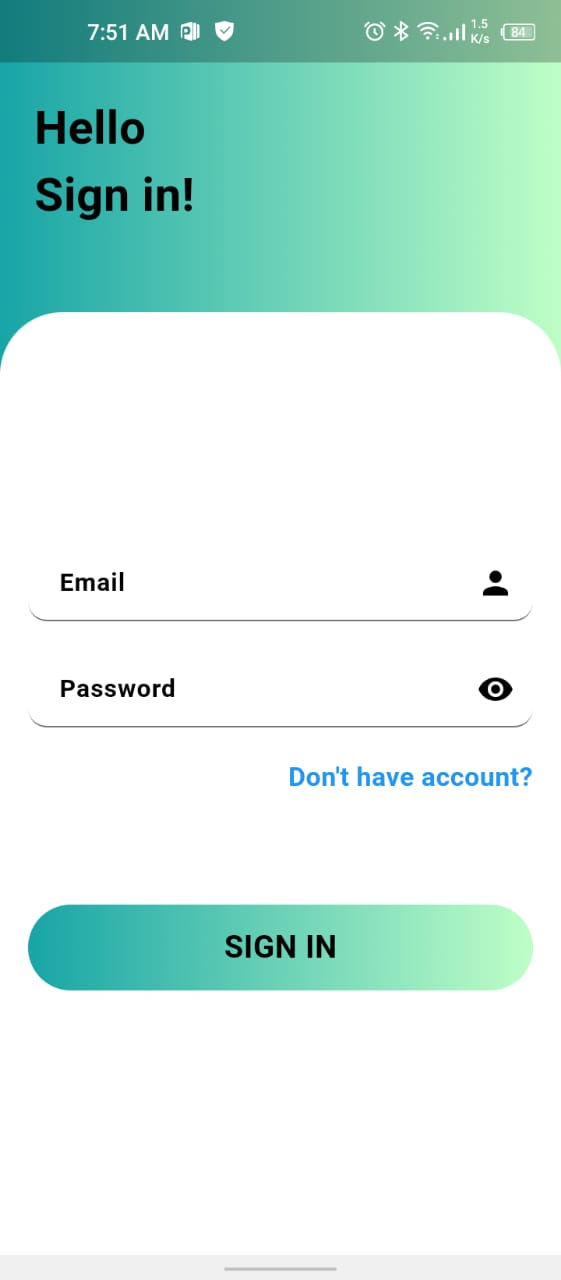 7:51 AM
1.5
K/s
84
Hello
Sign in!
Email
Password
Don't have account?
SIGN IN